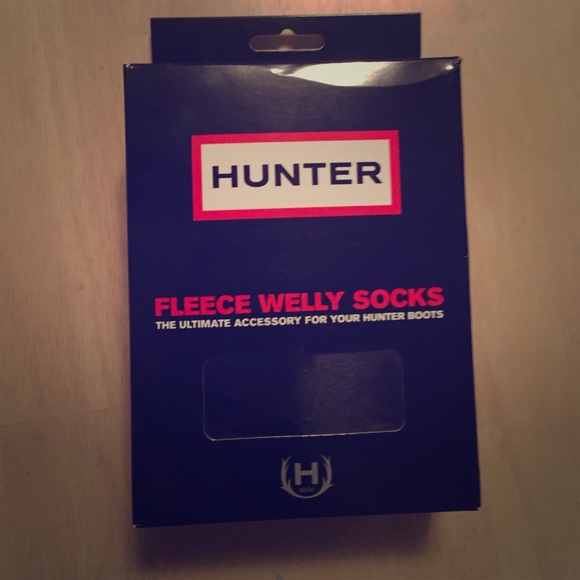 HUNTER
FLEECE WELLY SOCKS
THE ULTIMATE ACCESSORY FOR YOUR HUNTER BOOTS
H